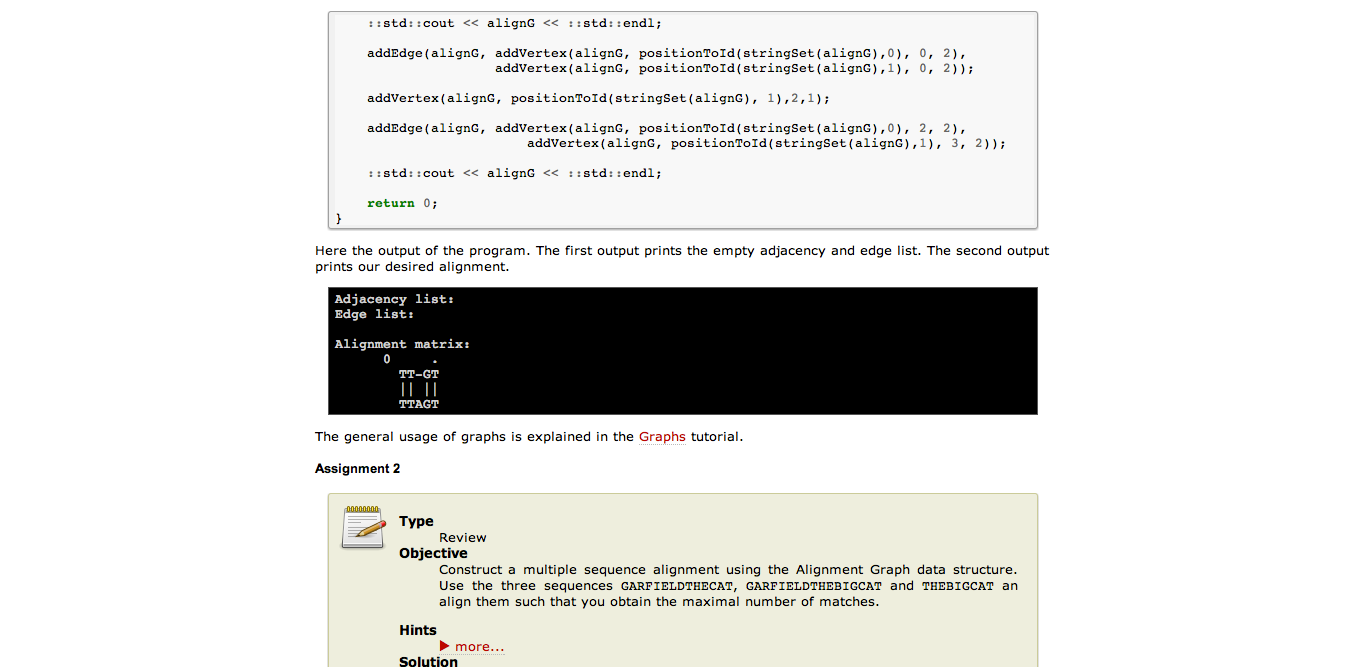 ::std::cout << alignG << ::std::endl;
addEdge(alignG, addVertex(alignG, positionToId(stringSet(alignG),0), 0, 2),
addVertex(alignG, positionToId(stringSet(alignG),1), 0, 2));
addVertex(alignG, positionToId(stringSet(alignG), 1),2,1);
addEdge(alignG, addVertex(alignG, positionToId(stringSet(alignG),0), 2, 2),
addVertex(alignG, positionToId(stringSet(alignG),1), 3, 2));
::std::cout << alignG << ::std::endl;
return 0;
}
Here the output of the program. The first output prints the empty adjacency and edge list. The second output
prints our desired alignment.
Adjacency list:
Edge list:
Alignment matrix:
0 .
TT-GT
|| ||
TTAGT
The general usage of graphs is explained in the Graphs tutorial.
Assignment 2
Type
Review
Objective
Construct a multiple sequence alignment using the Alignment Graph data structure.
Use the three sequences GARFIELDTHECAT, GARFIELDTHEBIGCAT and THEBIGCAT an
align them such that you obtain the maximal number of matches.
Hints
▶ more...
Solution